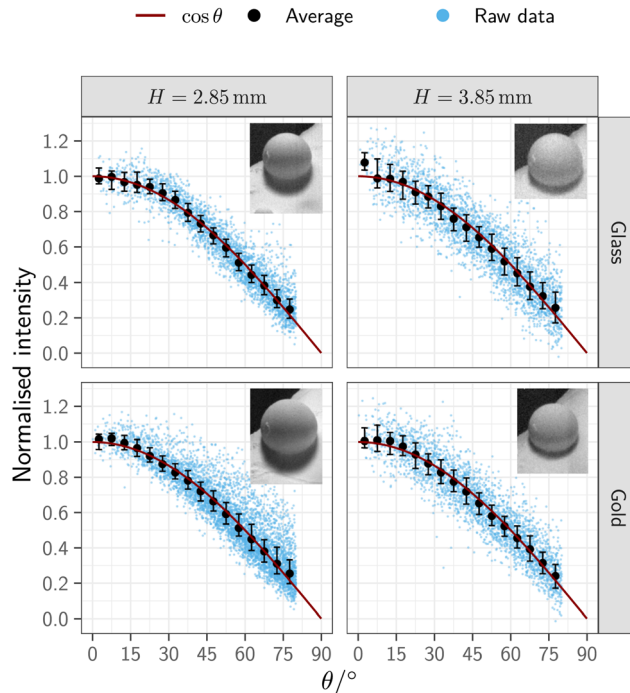 cos θ Average Raw data
H = 2.85 mm H = 3.85 mm
1.2
1.0
0.8
0.6
0.4
0.2
0.0
Glass
1.2
1.0
0.8
0.6
0.4
0.2
0.0
Gold
Normalised intensity
0 15 30 45 60 75 90 0 15 30 45 60 75 90
θ/°